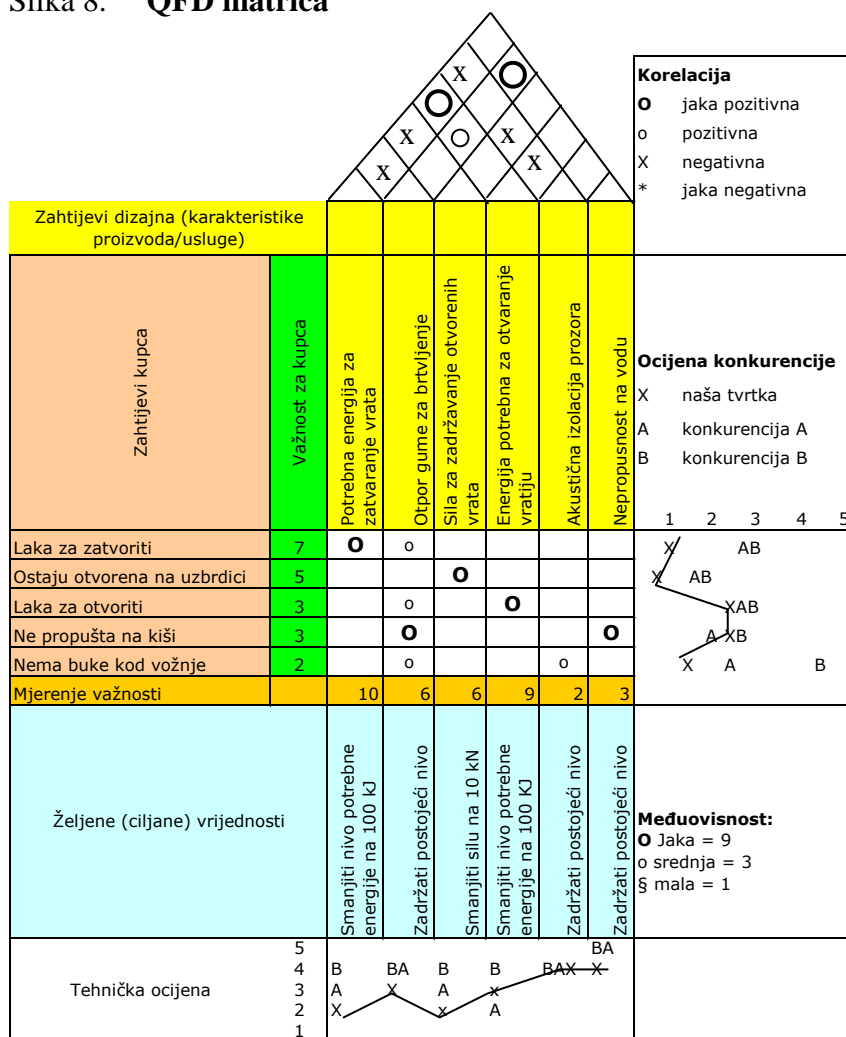 Slika 8. QFD matrica
Korelacija
O jaka pozitivna
o pozitivna
X negativna
* jaka negativna
X O
O
X O X
X X
Zahtijevi dizajna (karakteristike
proizvoda/usluge)
Zahtijevi kupca
Važnost za kupca
Potrebna energija za
zatvaranje vrata
Otpor gume za brtvljenje
Sila za zadržavanje otvorenih
vrata
Energija potrebna za otvaranje
vratiju
Akustična izolacija prozora
Nepropusnost na vodu
Ocijena konkurencije
X naša tvrtka
A konkurencija A
B konkurencija B
1 2 3 4 5
Laka za zatvoriti 7 O o X AB
Ostaju otvorena na uzbrdici 5 O X AB
Laka za otvoriti 3 o O XAB
Ne propušta na kiši 3 O O A XB
Nema buke kod vožnje 2 o o X A B
Mjerenje važnosti 10 6 6 9 2 3
Željene (ciljane) vrijednosti
Smanjiti nivo potrebne
energije na 100 kJ
Zadržati postojeći nivo
Smanjiti silu na 10 kN
Smanjiti nivo potrebne
energije na 100 KJ
Zadržati postojeći nivo
Zadržati postojeći nivo
Međuovisnost:
O Jaka = 9
o srednja = 3
§ mala = 1
Tehnička ocijena
5 BA
4 B BA B B BAX X
3 A X A x
2 X x A
1